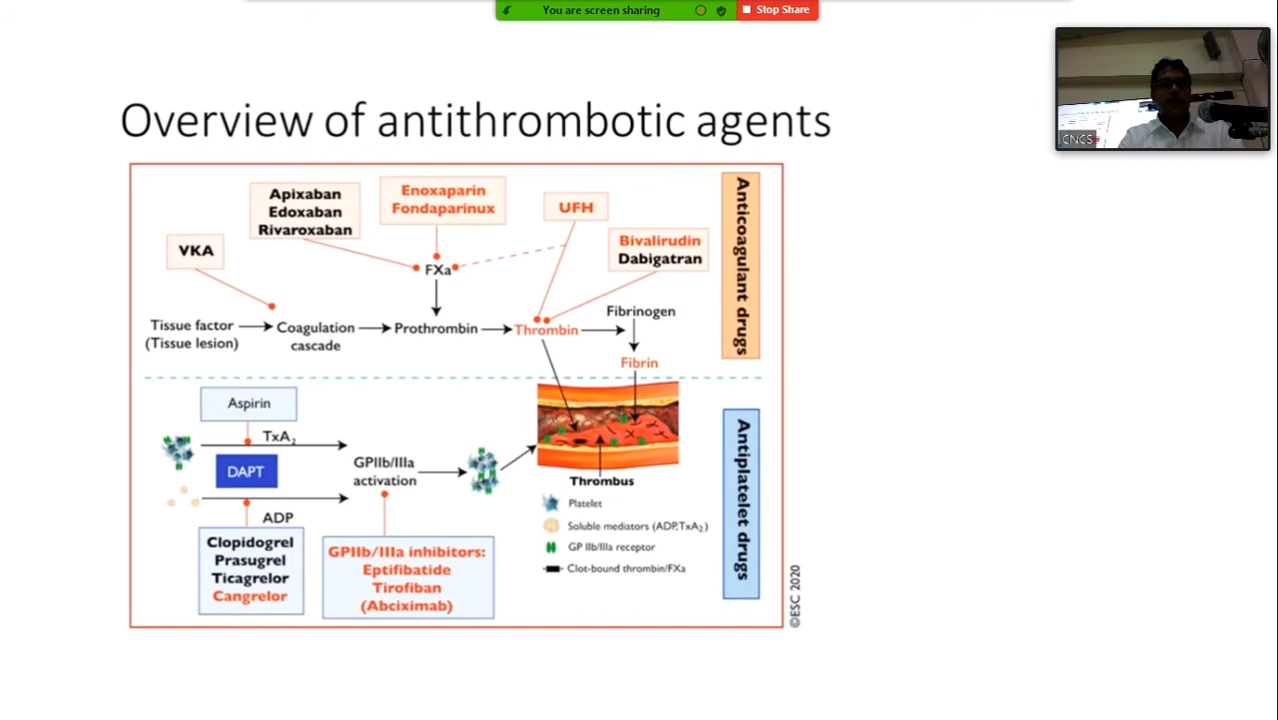 You are screen sharing
Stop Share
CNCS
Overview of antithrombotic agents
Apixaban
Edoxaban
Rivaroxaban
Enoxaparin
Fondaparinux
UFH
VKA
Bivalirudin
Dabigatran
FXa
Tissue factor
(Tissue lesion)
Coagulation
cascade
Prothrombin
Thrombin
Fibrinogen
Fibrin
Anticoagulant drugs
Aspirin
TxA₂
DAPT
GPIIb/IIIa
activation
ADP
Clopidogrel
Prasugrel
Ticagrelor
Cangrelor
GPIIb/IIIa inhibitors:
Eptifibatide
Tirofiban
(Abciximab)
Thrombus
Platelet
Soluble mediators (ADP,TxA₂)
GP IIb/IIIa receptor
Clot-bound thrombin/FXa
Antiplatelet drugs
©ESC 2020